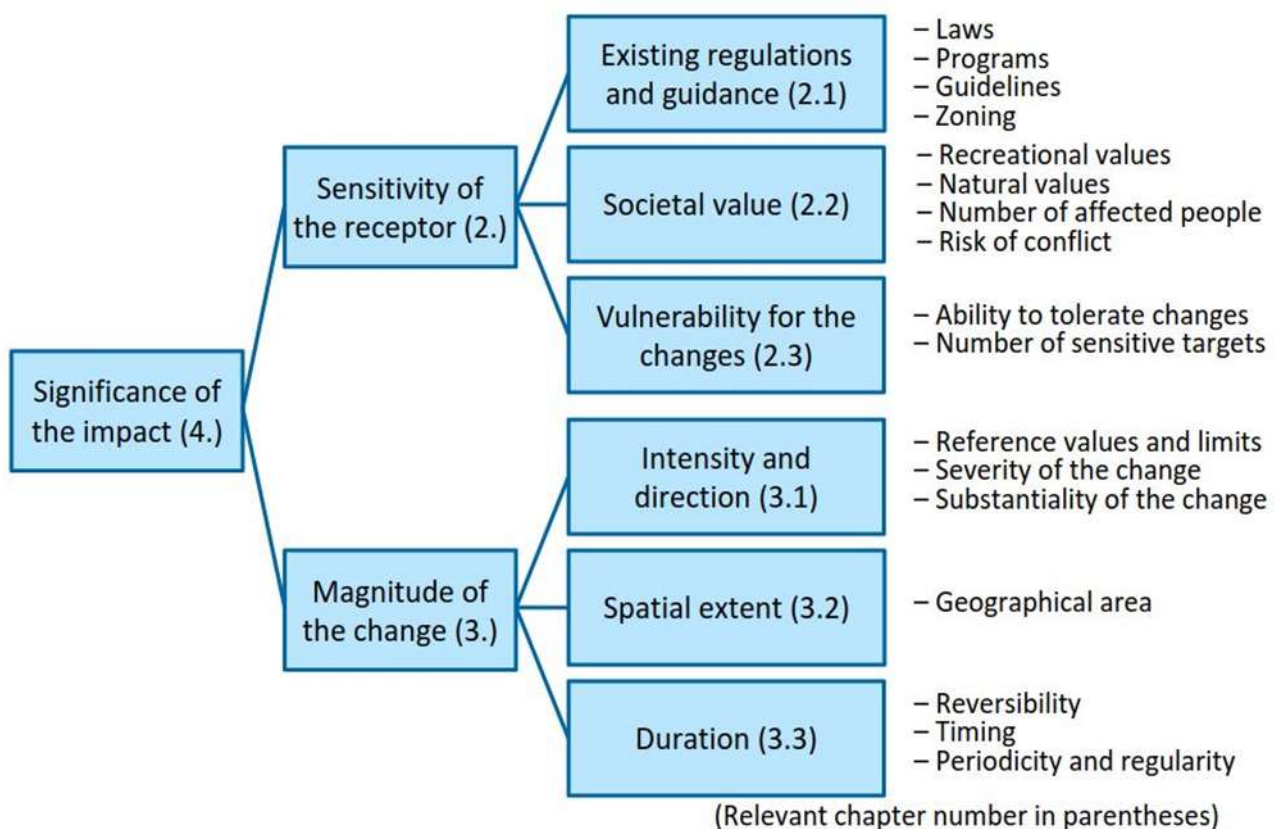 Significance of
the impact (4.)
Sensitivity of
the receptor (2.)
Existing regulations
and guidance (2.1)
– Laws
– Programs
– Guidelines
– Zoning
Societal value (2.2)
– Recreational values
– Natural values
– Number of affected people
– Risk of conflict
Vulnerability for the
changes (2.3)
– Ability to tolerate changes
– Number of sensitive targets
Magnitude of
the change (3.)
Intensity and
direction (3.1)
– Reference values and limits
– Severity of the change
– Substantiality of the change
Spatial extent (3.2)
– Geographical area
Duration (3.3)
– Reversibility
– Timing
– Periodicity and regularity
(Relevant chapter number in parentheses)